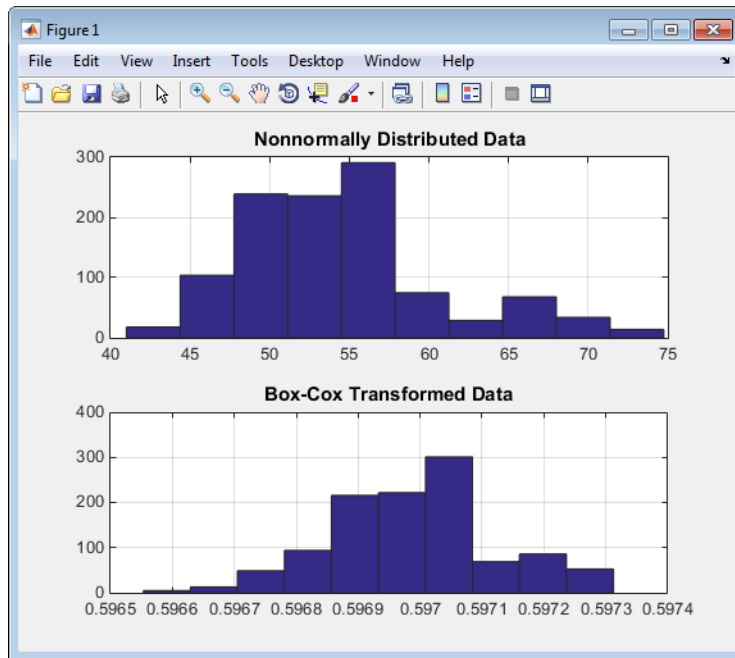 Figure 1
File Edit View Insert Tools Desktop Window Help
Nonnormally Distributed Data
300
200
100
0
40 45 50 55 60 65 70 75
Box-Cox Transformed Data
400
300
200
100
0
0.5965 0.5966 0.5967 0.5968 0.5969 0.597 0.5971 0.5972 0.5973 0.5974